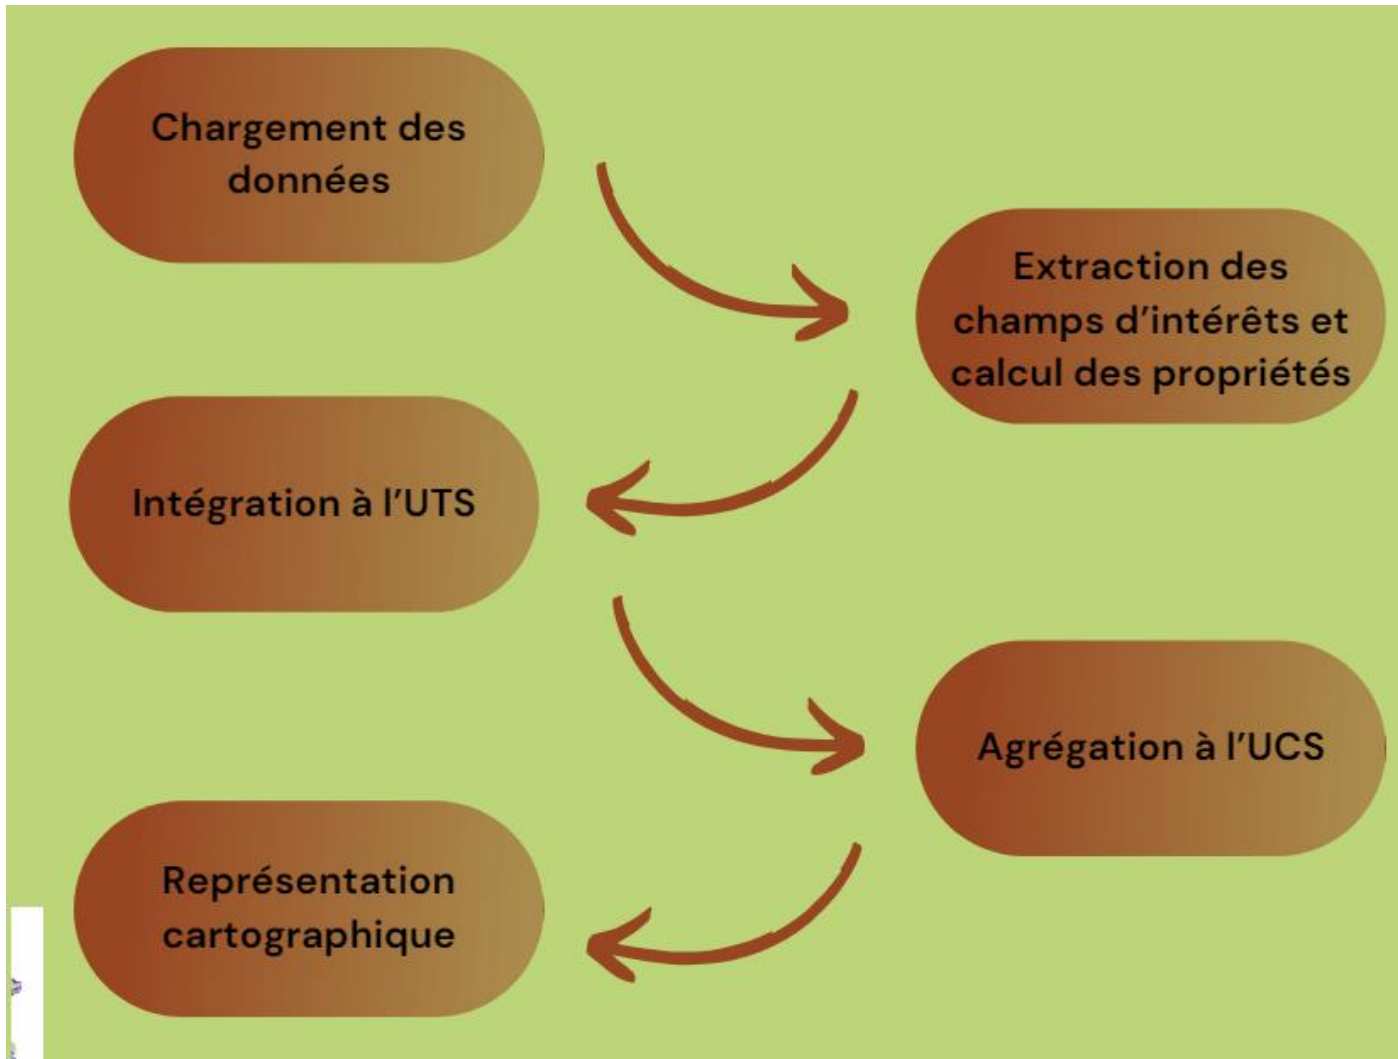 Chargement des
données
Extraction des
champs d'intérêts et
calcul des propriétés
Intégration à l'UTS
Agrégation à l'UCS
Représentation
cartographique